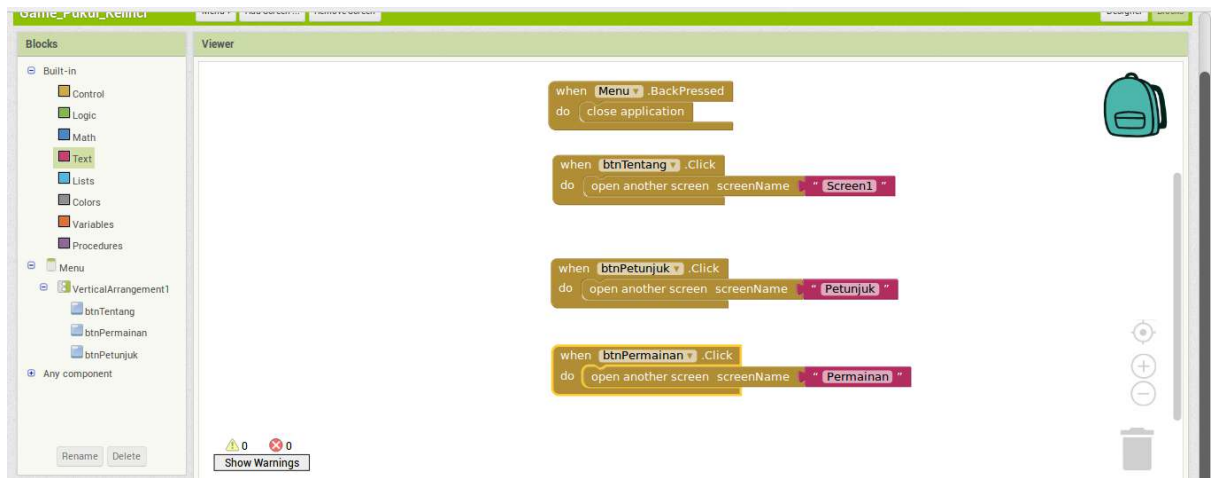 Game_Pukul_Kelinci
Designer Blocks
Blocks
Viewer
Built-in
Control
Logic
Math
Text
Lists
Colors
Variables
Procedures
Menu
VerticalArrangement1
btnTentang
btnPermainan
btnPetunjuk
Any component
Rename Delete
when Menu .BackPressed
do close application
when btnTentang .Click
do open another screen screenName " Screen1 "
when btnPetunjuk .Click
do open another screen screenName " Petunjuk "
when btnPermainan .Click
do open another screen screenName " Permainan "
0 0
Show Warnings